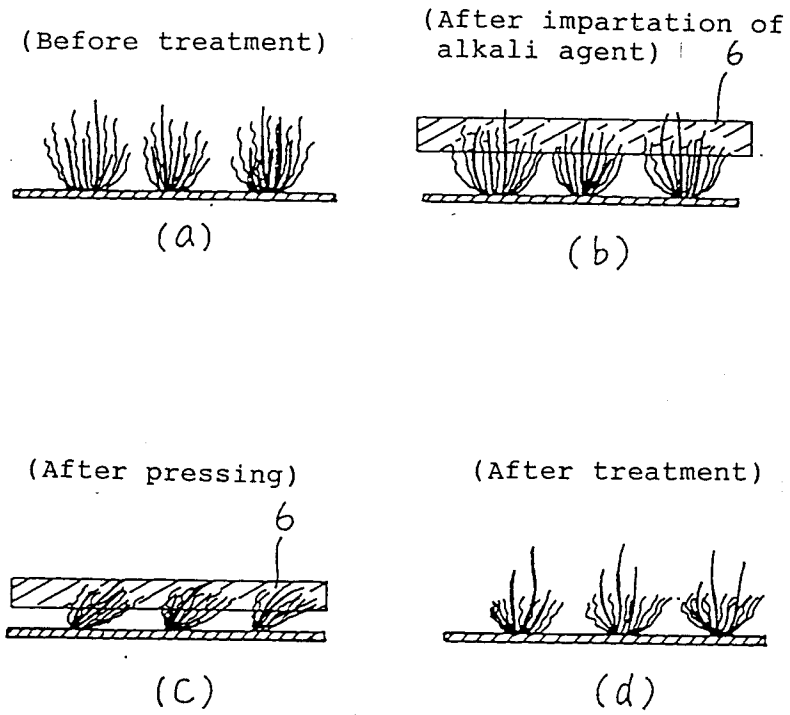 (Before treatment)
(After impartation of
alkali agent)
6
(a)
(b)
(After pressing)
6
(After treatment)
(c)
(d)